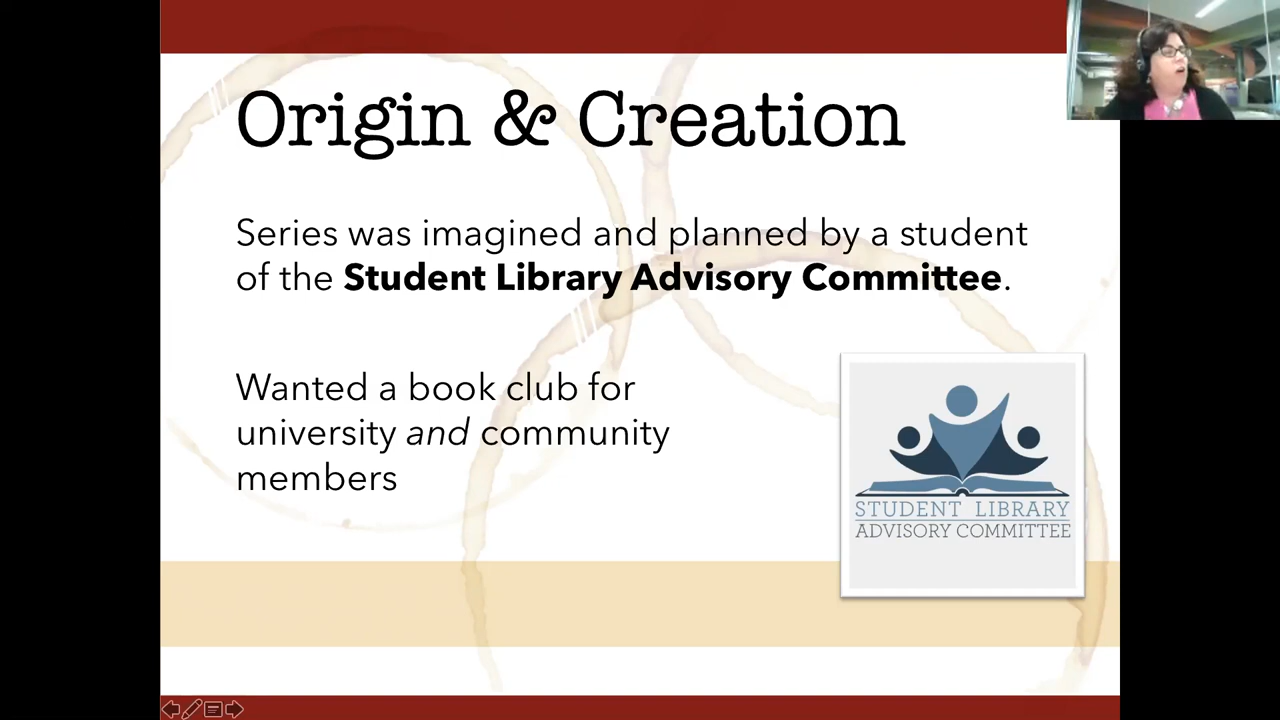 Origin & Creation
Series was imagined and planned by a student
of the Student Library Advisory Committee.
Wanted a book club for
university and community
members
STUDENT LIBRARY
ADVISORY COMMITTEE